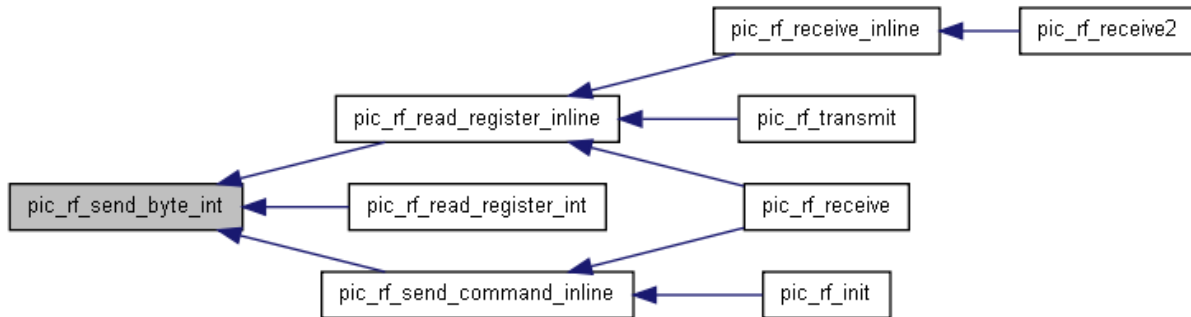 pic_rf_receive_inline
pic_rf_receive2
pic_rf_read_register_inline
pic_rf_transmit
pic_rf_send_byte_int
pic_rf_read_register_int
pic_rf_receive
pic_rf_send_command_inline
pic_rf_init